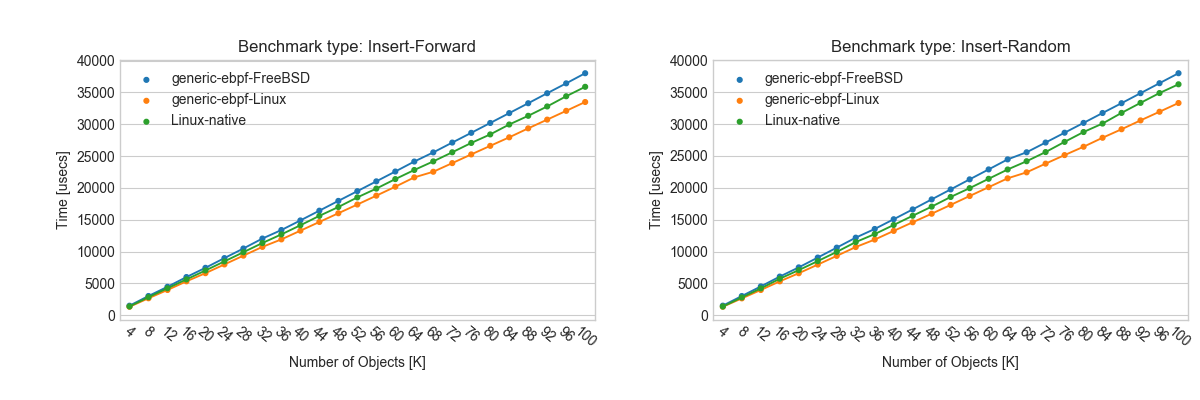 Benchmark type: Insert-Forward
40000
35000
30000
25000
20000
15000
10000
5000
0
Time [usecs]
generic-ebpf-FreeBSD
generic-ebpf-Linux
Linux-native
4 8 12 16 20 24 28 32 36 40 44 48 52 56 60 64 68 72 76 80 84 88 92 96 100
Number of Objects [K]
Benchmark type: Insert-Random
40000
35000
30000
25000
20000
15000
10000
5000
0
Time [usecs]
generic-ebpf-FreeBSD
generic-ebpf-Linux
Linux-native
4 8 12 16 20 24 28 32 36 40 44 48 52 56 60 64 68 72 76 80 84 88 92 96 100
Number of Objects [K]